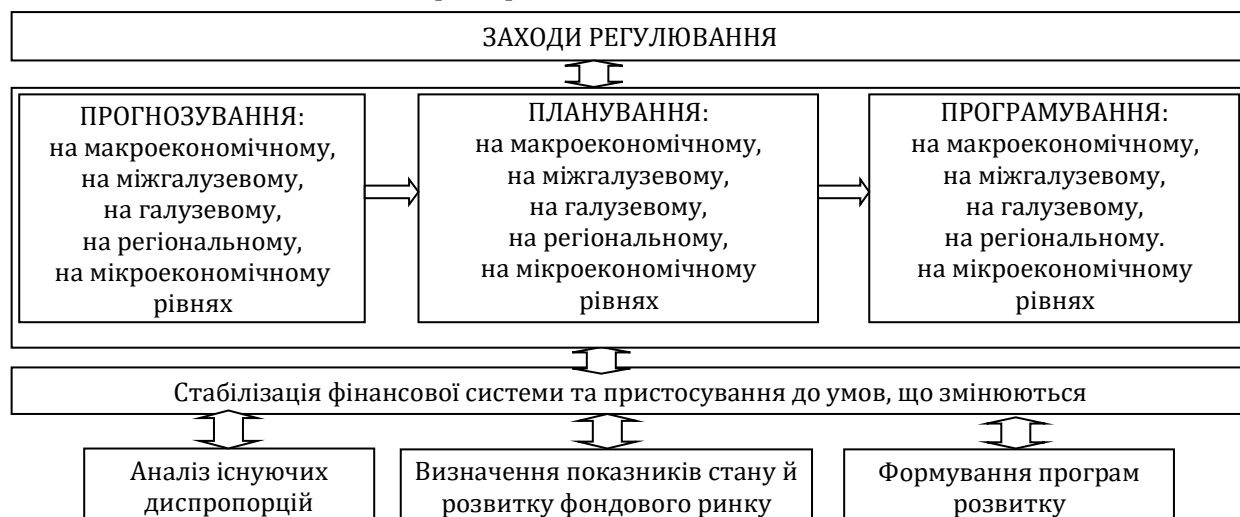 ЗАХОДИ РЕГУЛЮВАННЯ
ПРОГНОЗУВАННЯ:
на макроекономічному,
на міжгалузевому,
на галузевому,
на регіональному,
на мікроекономічному
рівнях
ПЛАНУВАННЯ:
на макроекономічному,
на міжгалузевому,
на галузевому,
на регіональному,
на мікроекономічному
рівнях
ПРОГРАМУВАННЯ:
на макроекономічному,
на міжгалузевому,
на галузевому,
на регіональному.
на мікроекономічному
рівнях
Стабілізація фінансової системи та пристосування до умов, що змінюються
Аналіз існуючих
диспропорцій
Визначення показників стану й
розвитку фондового ринку
Формування програм
розвитку